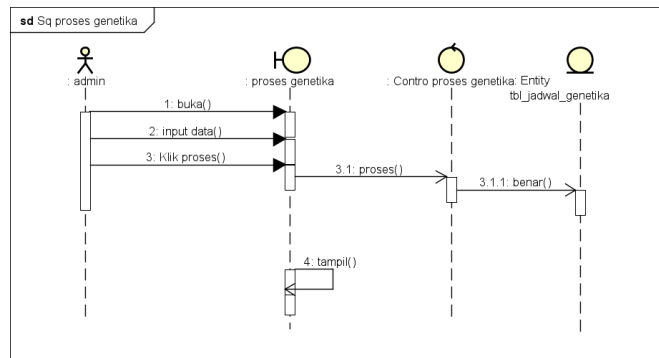 sd Sq proses genetika
: admin
: proses genetika
: Contro proses genetika
: Entity
tbl_jadwal_genetika
1: buka()
2: input data()
3: Klik proses()
3.1: proses()
3.1.1: benar()
4: tampil()